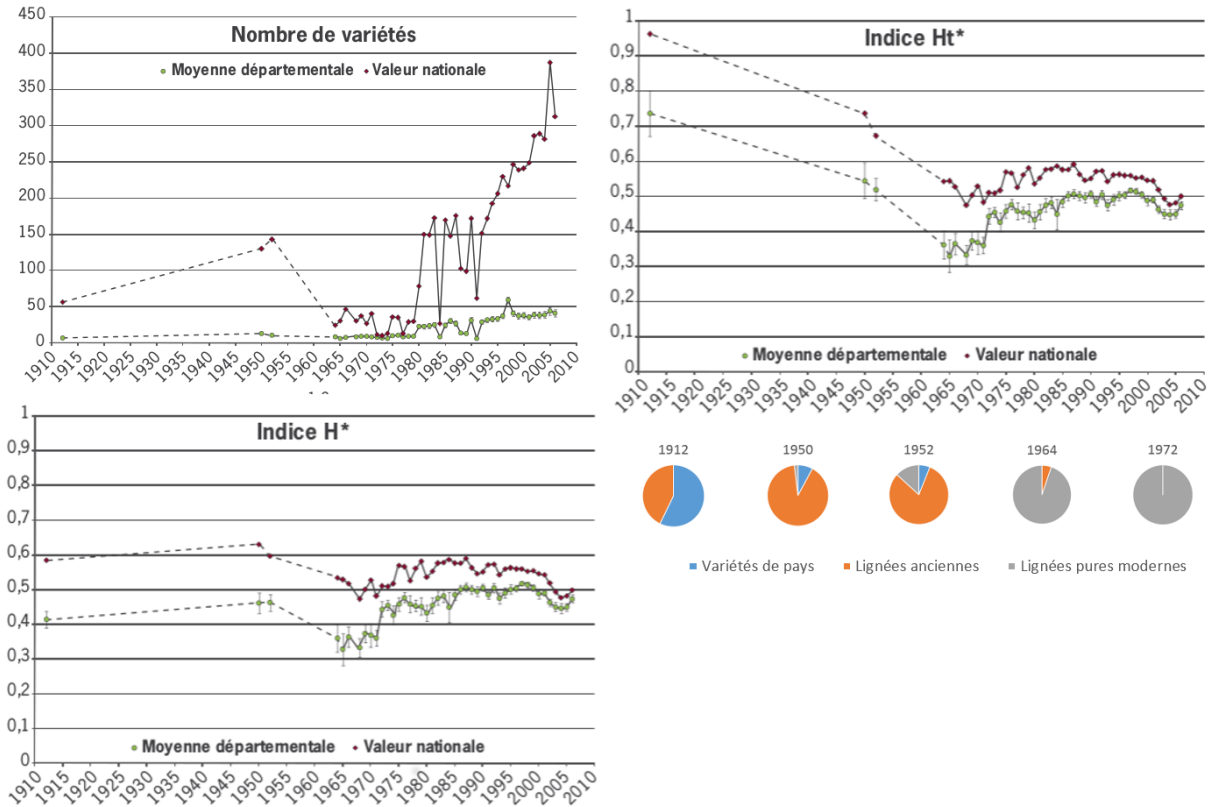 Nombre de variétés
Moyenne départementale Valeur nationale
450
400
350
300
250
200
150
100
50
0
1910 1915 1920 1925 1930 1935 1940 1945 1950 1955 1960 1965 1970 1975 1980 1985 1990 1995 2000 2005 2010
Indice Ht*
1
0,9
0,8
0,7
0,6
0,5
0,4
0,3
0,2
0,1
0
Moyenne départementale Valeur nationale
1910 1915 1920 1925 1930 1935 1940 1945 1950 1955 1960 1965 1970 1975 1980 1985 1990 1995 2000 2005 2010
Indice H*
1
0,9
0,8
0,7
0,6
0,5
0,4
0,3
0,2
0,1
0
Moyenne départementale Valeur nationale
1910 1915 1920 1925 1930 1935 1940 1945 1950 1955 1960 1965 1970 1975 1980 1985 1990 1995 2000 2005 2010
1912 1950 1952 1964 1972
Variétés de pays Lignées anciennes Lignées pures modernes